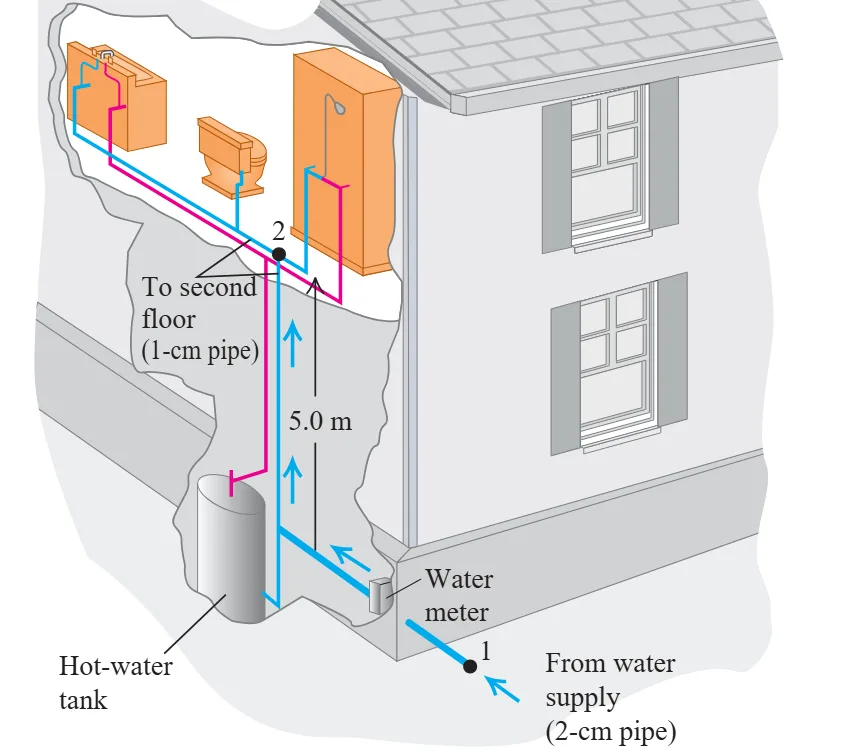 2
To second
floor
(1-cm pipe)
5.0 m
Water
meter
1
Hot-water
tank
From water
supply
(2-cm pipe)